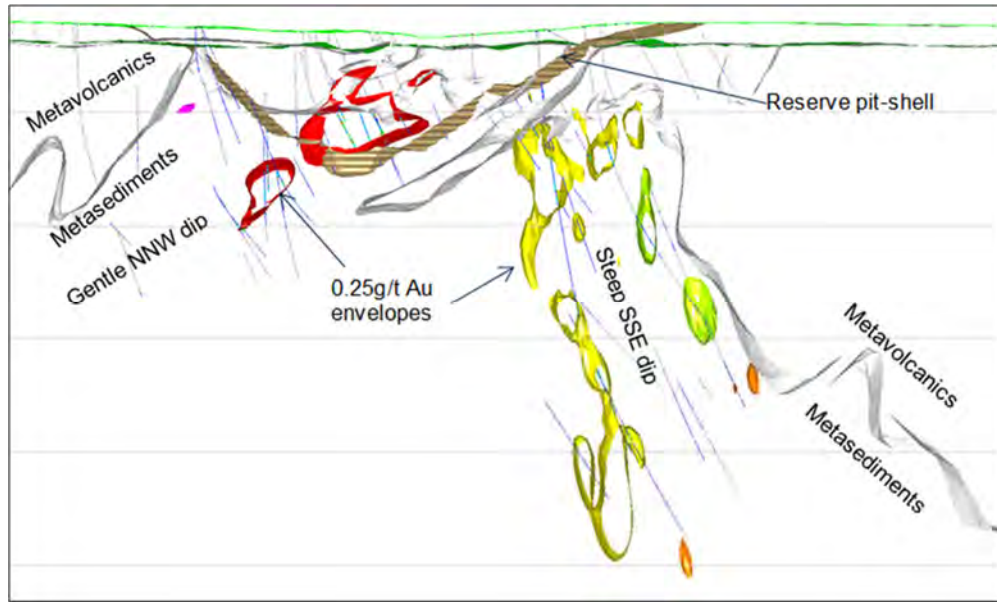 Metavolcanics
Reserve pit-shell
Metasediments
Gentle NNW dip
0.25g/t Au
envelopes
Steep SSE dip
Metavolcanics
Metasediments